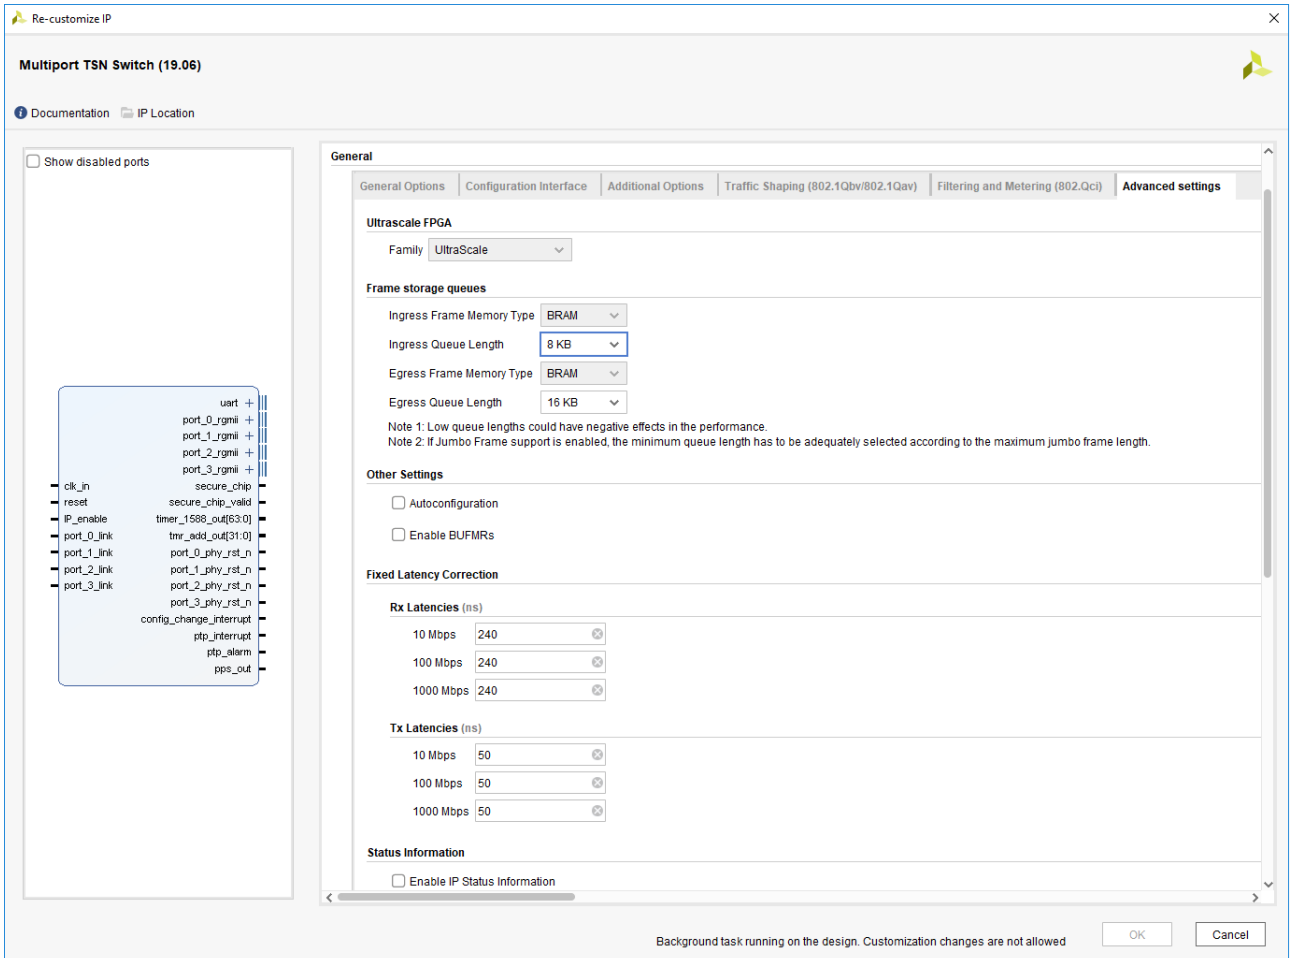 Re-customize IP
Multiport TSN Switch (19.06)
Documentation IP Location
Show disabled ports
uart
port_0_rgmii
port_1_rgmii
port_2_rgmii
port_3_rgmii
clk_in secure_chip
reset secure_chip_valid
IP_enable timer_1588_out[63:0]
port_0_link tmr_add_out[31:0]
port_1_link port_0_phy_rst_n
port_2_link port_1_phy_rst_n
port_3_link port_2_phy_rst_n
port_3_phy_rst_n
config_change_interrupt
ptp_interrupt
ptp_alarm
pps_out
General
General Options Configuration Interface Additional Options Traffic Shaping (802.1Qbv/802.1Qav) Filtering and Metering (802.Qci) Advanced settings
Ultrascale FPGA
Family UltraScale
Frame storage queues
Ingress Frame Memory Type BRAM
Ingress Queue Length 8 KB
Egress Frame Memory Type BRAM
Egress Queue Length 16 KB
Note 1: Low queue lengths could have negative effects in the performance.
Note 2: If Jumbo Frame support is enabled, the minimum queue length has to be adequately selected according to the maximum jumbo frame length.
Other Settings
Autoconfiguration
Enable BUFMRs
Fixed Latency Correction
Rx Latencies (ns)
10 Mbps 240
100 Mbps 240
1000 Mbps 240
Tx Latencies (ns)
10 Mbps 50
100 Mbps 50
1000 Mbps 50
Status Information
Enable IP Status Information
Background task running on the design. Customization changes are not allowed
OK Cancel